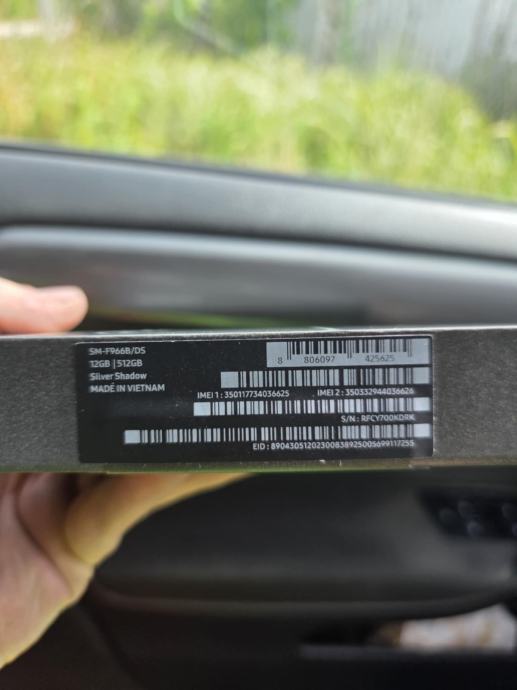 SM-F966B/DS
12GB | 512GB
Silver Shadow
MADE IN VIETNAM
8 806097 425625
IMEI 1 : 350117734036625 IMEI 2 : 350332944036626
S/N : RFCY700KDRK
EID : 89043051202300838925005699117255